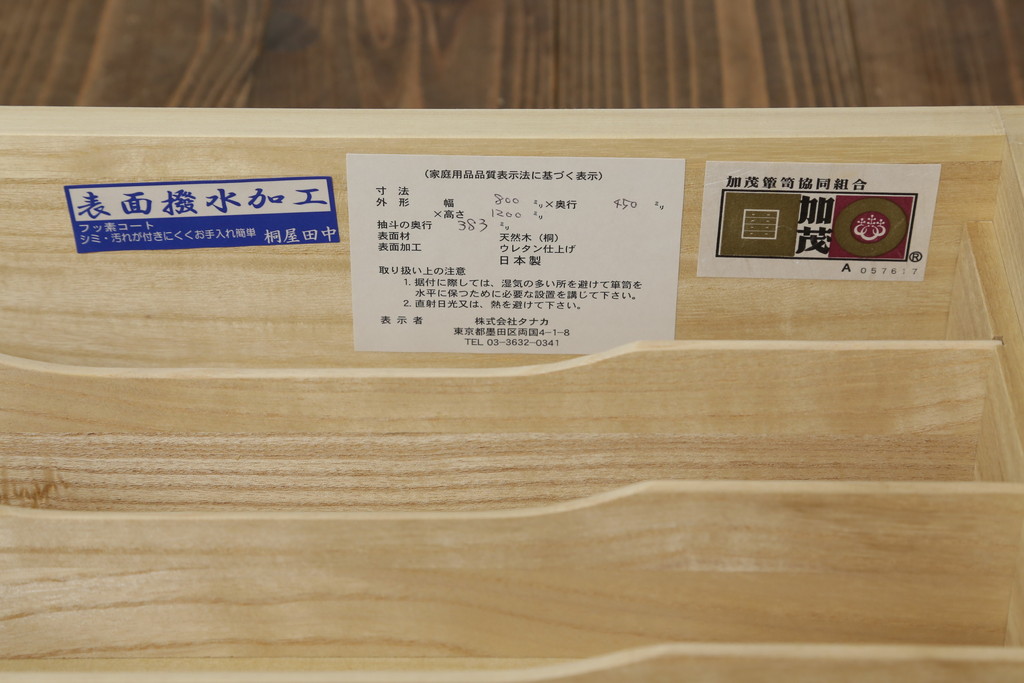 表面撥水加工
フッ素コート
シミ・汚れが付きにくくお手入れ簡単 桐屋田中
(家庭用品品質表示法に基づく表示)
寸法
外形 幅 800 ミリ×奥行 450 ミリ
×高さ 1200 ミリ
抽斗の奥行 383 ミリ
表面材 天然木(桐)
表面加工 ウレタン仕上げ
日本製
取り扱い上の注意
1. 据付に際しては、湿気の多い所を避けて箪笥を
水平に保つために必要な設置を講じて下さい。
2. 直射日光又は、熱を避けて下さい。
表示者 株式会社タナカ
東京都墨田区両国4-1-8
TEL 03-3632-0341
加茂箪笥協同組合
加茂
®
A 057617